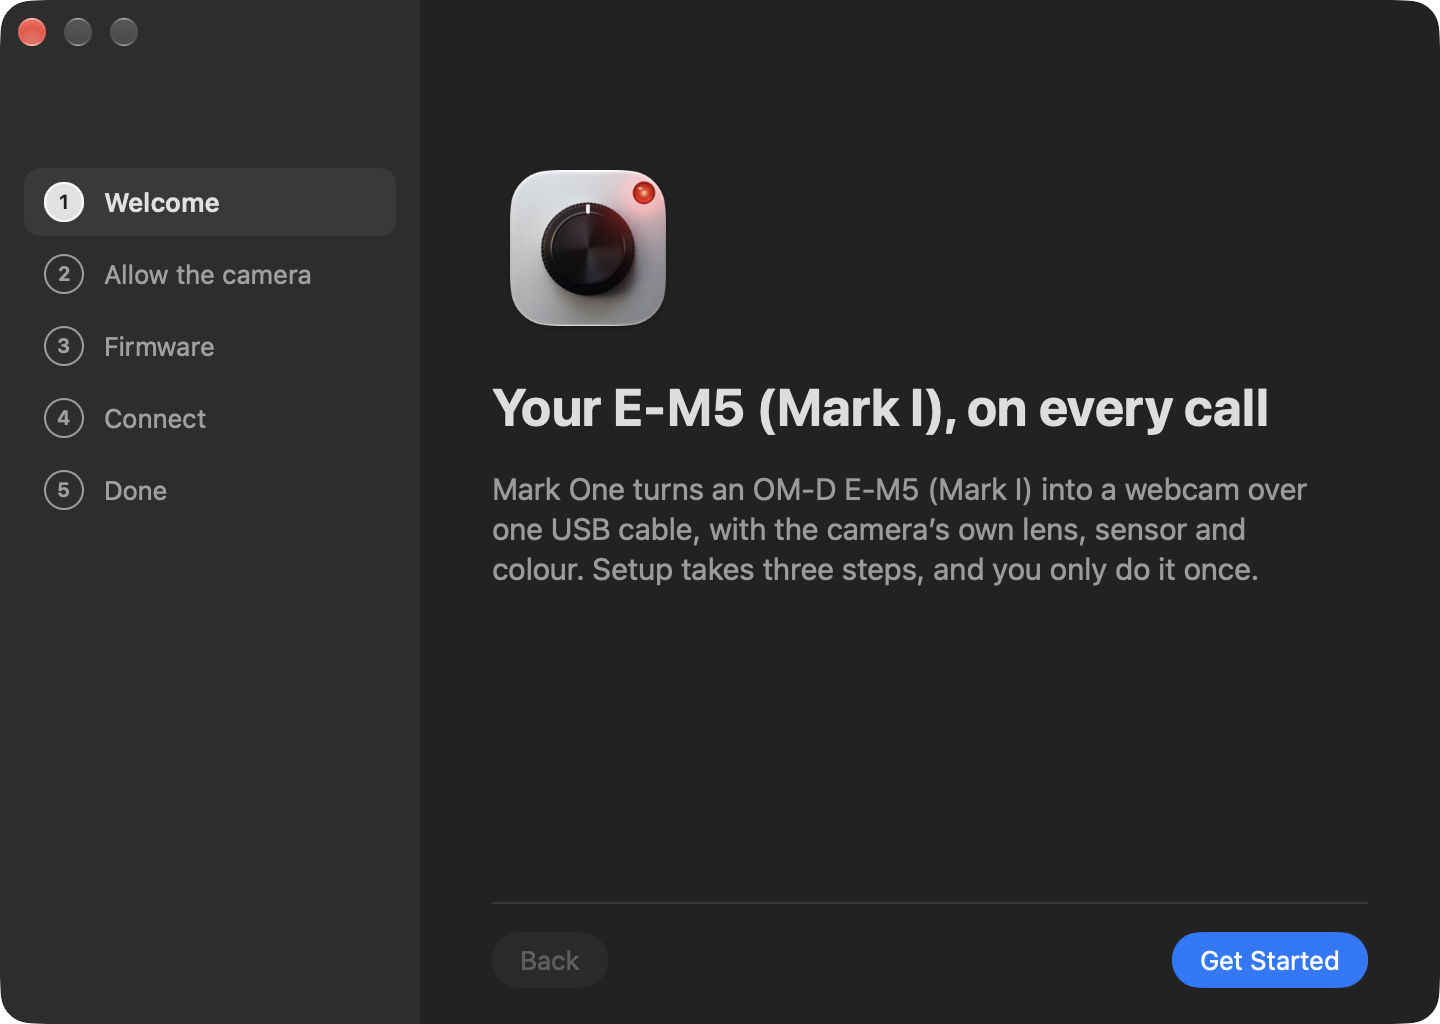 1 Welcome
2 Allow the camera
3 Firmware
4 Connect
5 Done
Your E-M5 (Mark I), on every call
Mark One turns an OM-D E-M5 (Mark I) into a webcam over
one USB cable, with the camera’s own lens, sensor and
colour. Setup takes three steps, and you only do it once.
Back
Get Started